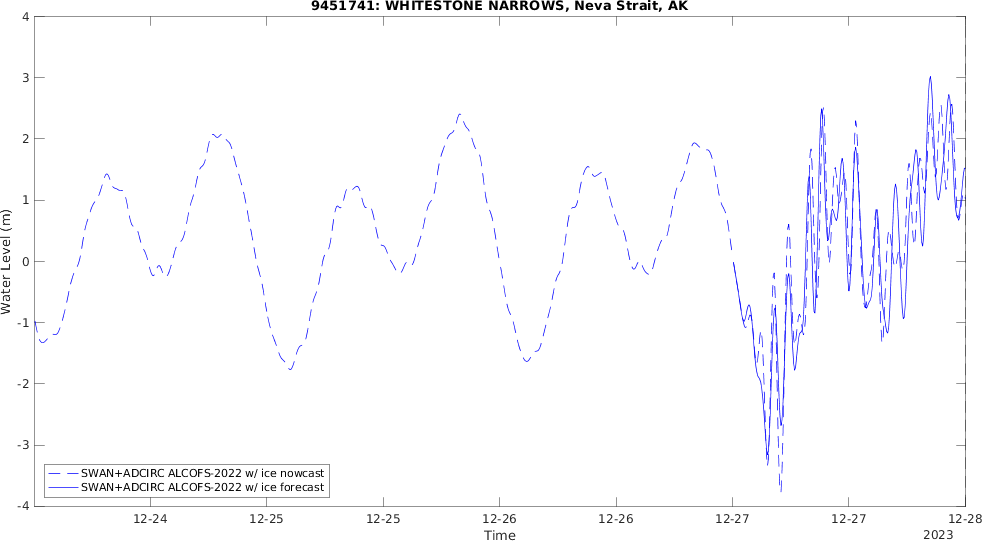 9451741: WHITESTONE NARROWS, Neva Strait, AK
Water Level (m)
4
3
2
1
0
-1
-2
-3
-4
SWAN+ADCIRC ALCOFS-2022 w/ ice nowcast
SWAN+ADCIRC ALCOFS-2022 w/ ice forecast
12-24 12-25 12-25 12-26 12-26 12-27 12-27 12-28
Time
2023